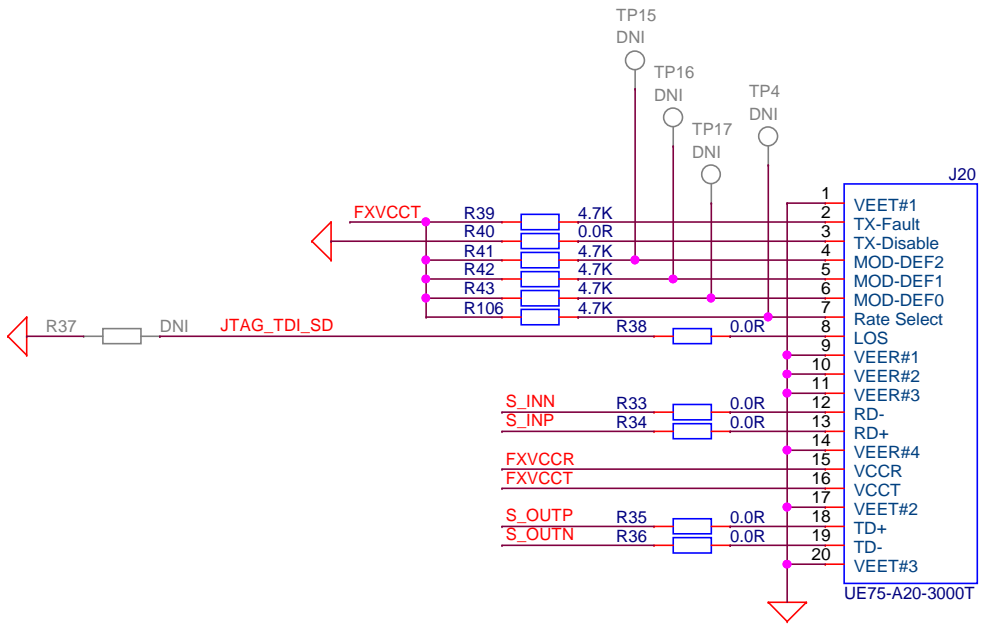 TP15
DNI
TP16
DNI
TP4
DNI
TP17
DNI
J20
1 VEET#1
FXVCCT R39 4.7K 2 TX-Fault
R40 0.0R 3 TX-Disable
R41 4.7K 4 MOD-DEF2
R42 4.7K 5 MOD-DEF1
R43 4.7K 6 MOD-DEF0
R106 4.7K 7 Rate Select
R37 DNI JTAG_TDI_SD R38 0.0R 8 LOS
9 VEER#1
10 VEER#2
11 VEER#3
S_INN R33 0.0R 12 RD-
S_INP R34 0.0R 13 RD+
14 VEER#4
FXVCCR 15 VCCR
FXVCCT 16 VCCT
17 VEET#2
S_OUTP R35 0.0R 18 TD+
S_OUTN R36 0.0R 19 TD-
20 VEET#3
UE75-A20-3000T